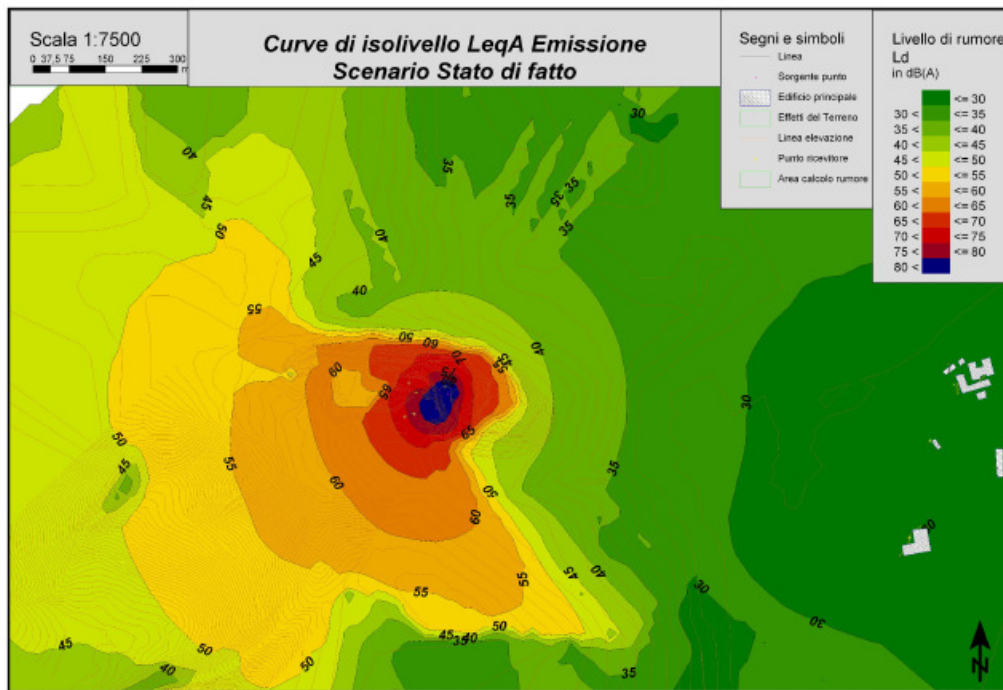 Scala 1:7500
0 37,5 75 150 225 300
m
Curve di isolivello LeqA Emissione
Scenario Stato di fatto
Segni e simboli
Linea
Sorgente punto
Edificio principale
Effetti del Terreno
Linea elevazione
Punto ricevitore
Area calcolo rumore
Livello di rumore
Ld
in dB(A)
<= 30
30 < <= 35
35 < <= 40
40 < <= 45
45 < <= 50
50 < <= 55
55 < <= 60
60 < <= 65
65 < <= 70
70 < <= 75
75 < <= 80
80 <
30
40
35
35
35
35
45
35
50
40
45
40
55
50
60
70
55
40
60
65
30
65
50
45
35
55
60
50
60
30
45
40
55
55
30
50
45
35
40
30
45
50
50
35
40
N